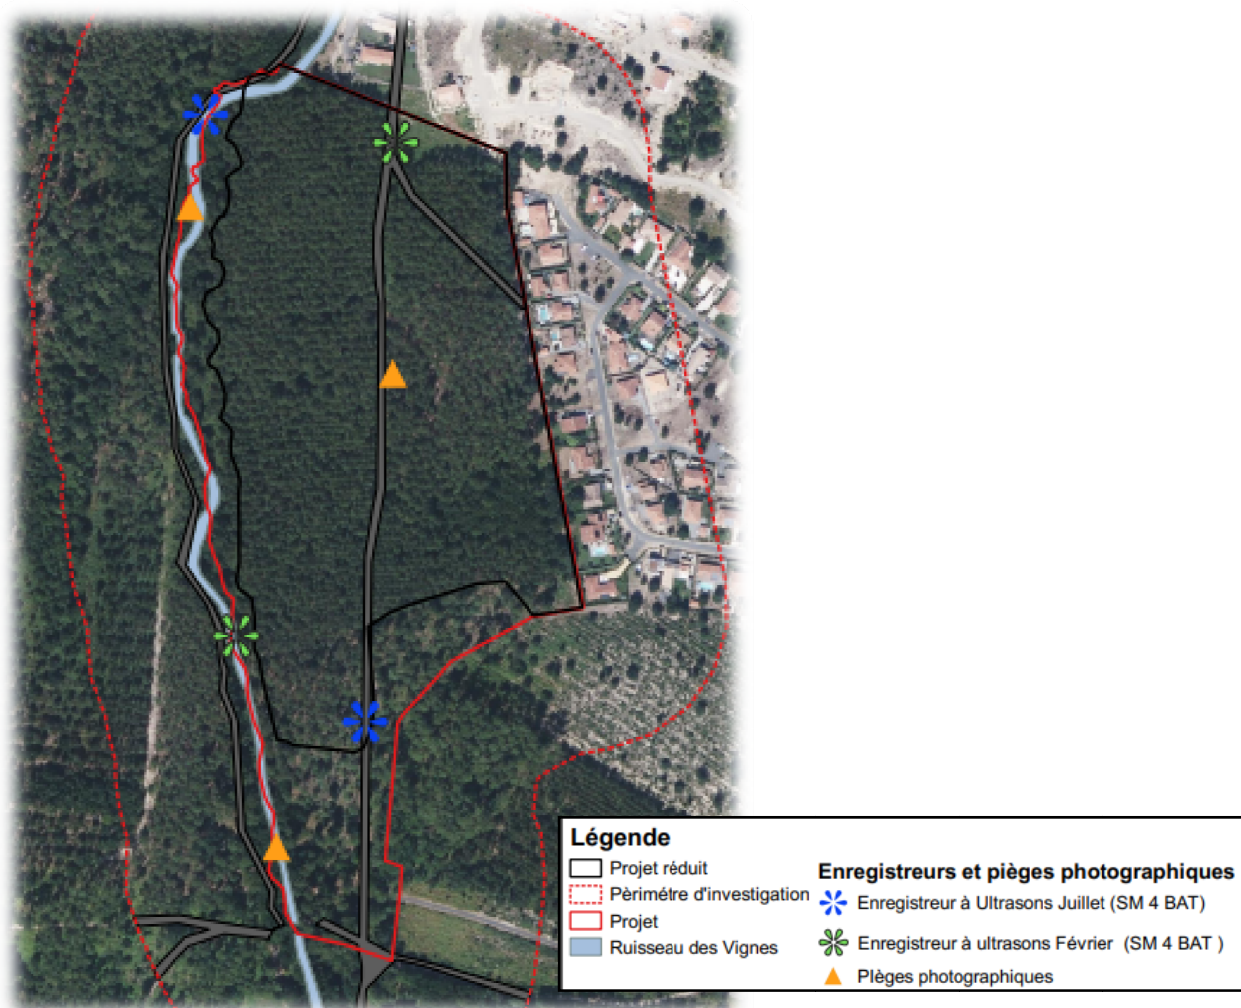 Légende
Projet réduit
Pèrimétre d'investigation
Projet
Ruisseau des Vignes
Enregistreurs et pièges photographiques
Enregistreur à Ultrasons Juillet (SM 4 BAT)
Enregistreur à ultrasons Février (SM 4 BAT )
PIèges photographiques